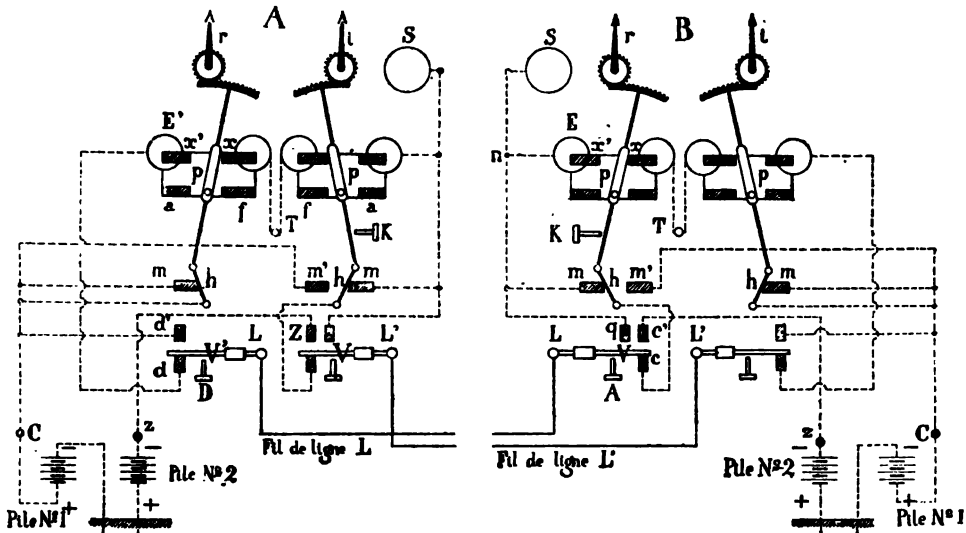 A B
r i S S r i
E' x' x E x' x
n
p p p p
a f f a
T K K T
m h m' h m m m' h h m
d' Z q c'
L L' L L'
V' V V c
d
D A
Fil de ligne L Fil de ligne L'
C z z C
− − − −
Pile Nº 2 Pile Nº 2
+ + + +
Pile Nº 1 Pile Nº 1